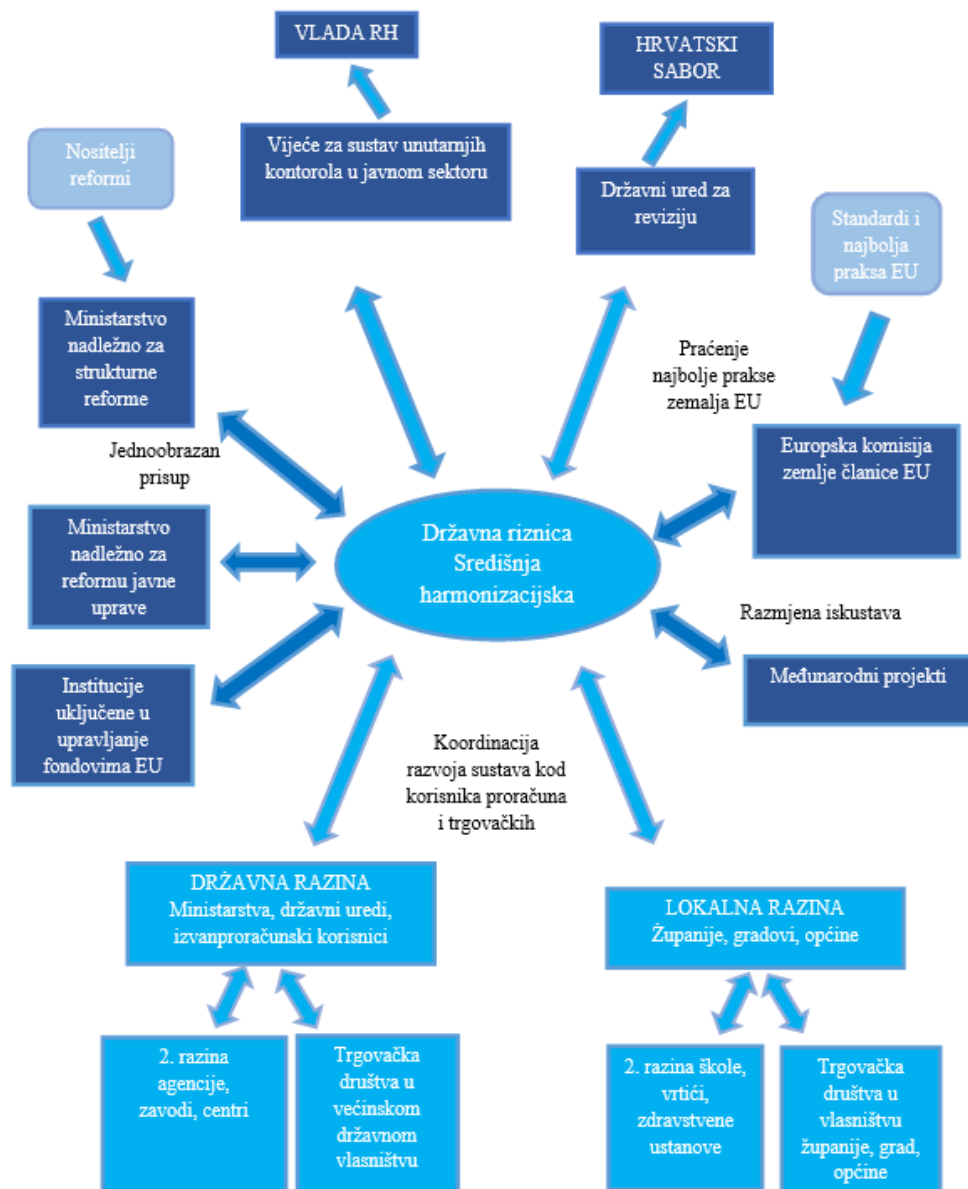 VLADA RH
HRVATSKI
SABOR
Vijeće za sustav unutarnjih
kontorola u javnom sektoru
Nositelji
reformi
Državni ured za
reviziju
Standardi i
najbolja
praksa EU
Ministarstvo
nadležno za
strukturne
reforme
Praćenje
najbolje prakse
zemalja EU
Jednoobrazan
prisup
Europska komisija
zemlje članice EU
Ministarstvo
nadležno za
reformu javne
uprave
Državna riznica
Središnja
harmonizacijska
Razmjena iskustava
Institucije
uključene u
upravljanje
fondovima EU
Međunarodni projekti
Koordinacija
razvoja sustava kod
korisnika proračuna
i trgovačkih
DRŽAVNA RAZINA
Ministarstva, državni uredi,
izvanproračunski korisnici
LOKALNA RAZINA
Županije, gradovi, općine
2. razina
agencije,
zavodi, centri
Trgovačka
društva u
većinskom
državnom
vlasništvu
2. razina škole,
vrtići,
zdravstvene
ustanove
Trgovačka
društva u
vlasništvu
županije, grad,
općine